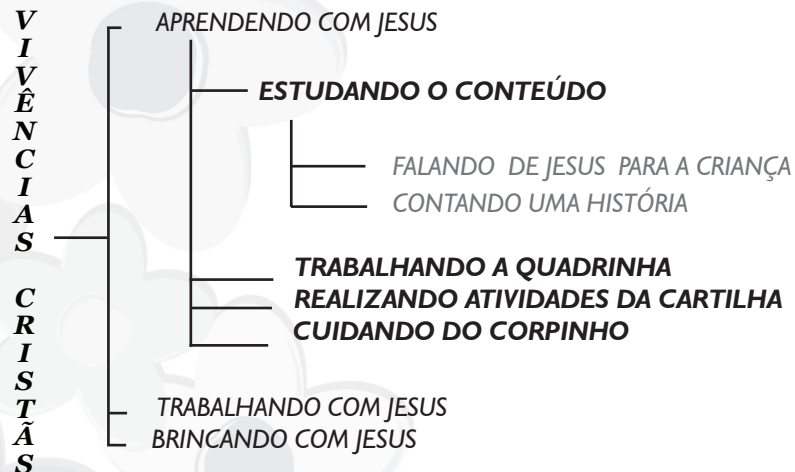 VIVÊNCIAS CRISTÃS
APRENDENDO COM JESUS
ESTUDANDO O CONTEÚDO
FALANDO DE JESUS PARA A CRIANÇA
CONTANDO UMA HISTÓRIA
TRABALHANDO A QUADRINHA
REALIZANDO ATIVIDADES DA CARTILHA
CUIDANDO DO CORPINHO
TRABALHANDO COM JESUS
BRINCANDO COM JESUS